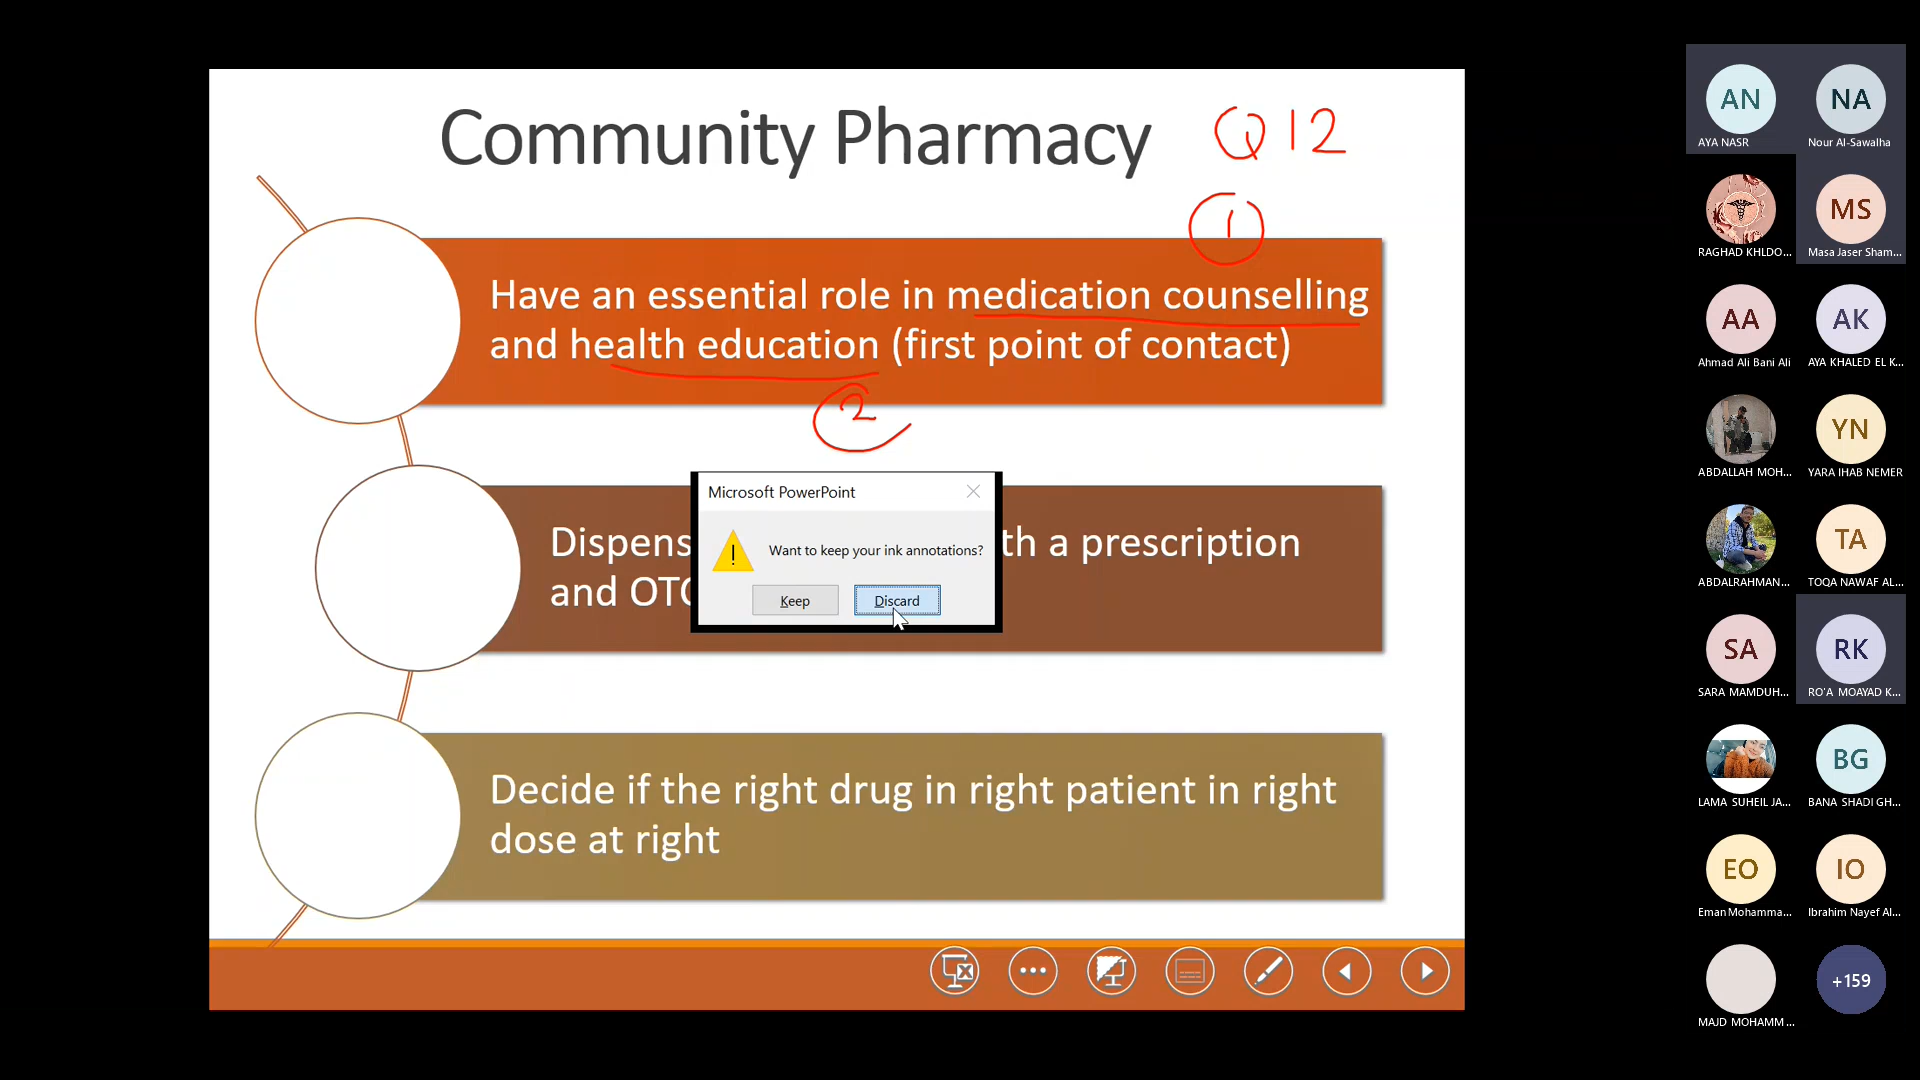 Community Pharmacy
Q12
1
Have an essential role in medication counselling
and health education (first point of contact)
2
Microsoft PowerPoint
Want to keep your ink annotations?
Keep
Discard
a prescription
and
Decide if the right drug in right patient in right
dose at right
AN
AYA NASR
NA
Nour Al-Sawalha
RAGHAD KHLDO...
MS
Masa Jaser Sham...
AA
Ahmad Ali Bani Ali
AK
AYA KHALED EL K...
ABDALLAH MOH...
YN
YARA IHAB NEMER
ABDALRAHMAN...
TA
TOQA NAWAF AL...
SA
SARA MAMDUH...
RK
RO'A MOAYAD K...
LAMA SUHEIL JA...
BG
BANA SHADI GH...
EO
Eman Mohamma...
IO
Ibrahim Nayef Al...
MAJD MOHAMM...
+159